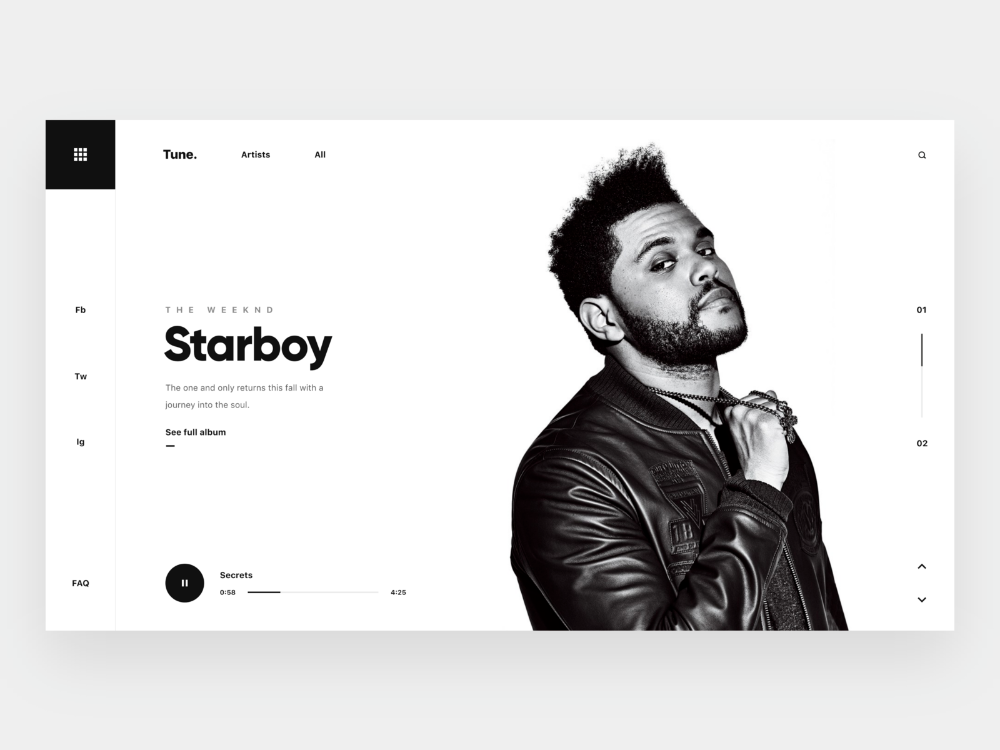 Tune.
Artists
All
Fb
Tw
Ig
FAQ
THE WEEKND
Starboy
The one and only returns this fall with a
journey into the soul.
See full album
Secrets
0:58
4:25
01
02